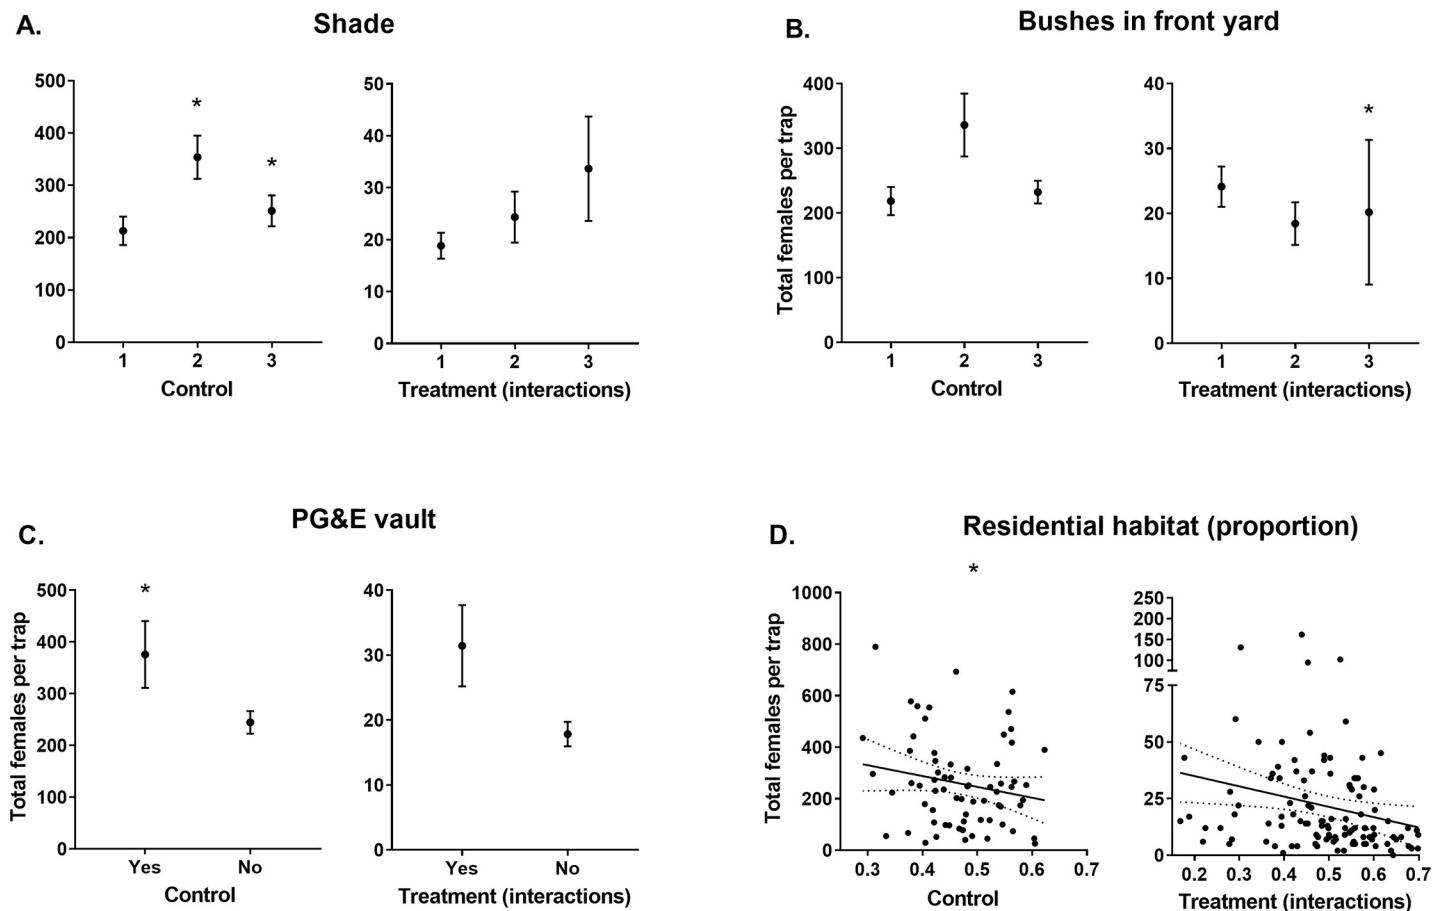 A.
Shade
500
400
300
200
100
0
*
*
1 2 3
Control
50
40
30
20
10
0
1 2 3
Treatment (interactions)
B.
Bushes in front yard
Total females per trap
400
300
200
100
0
1 2 3
Control
40
30
20
10
0
*
1 2 3
Treatment (interactions)
C.
PG&E vault
Total females per trap
500
400
300
200
100
0
*
Yes No
Control
40
30
20
10
0
Yes No
Treatment (interactions)
D.
Residential habitat (proportion)
*
Total females per trap
1000
800
600
400
200
0
0.3 0.4 0.5 0.6 0.7
Control
250
200
150
100
75
50
25
0
0.2 0.3 0.4 0.5 0.6 0.7
Treatment (interactions)